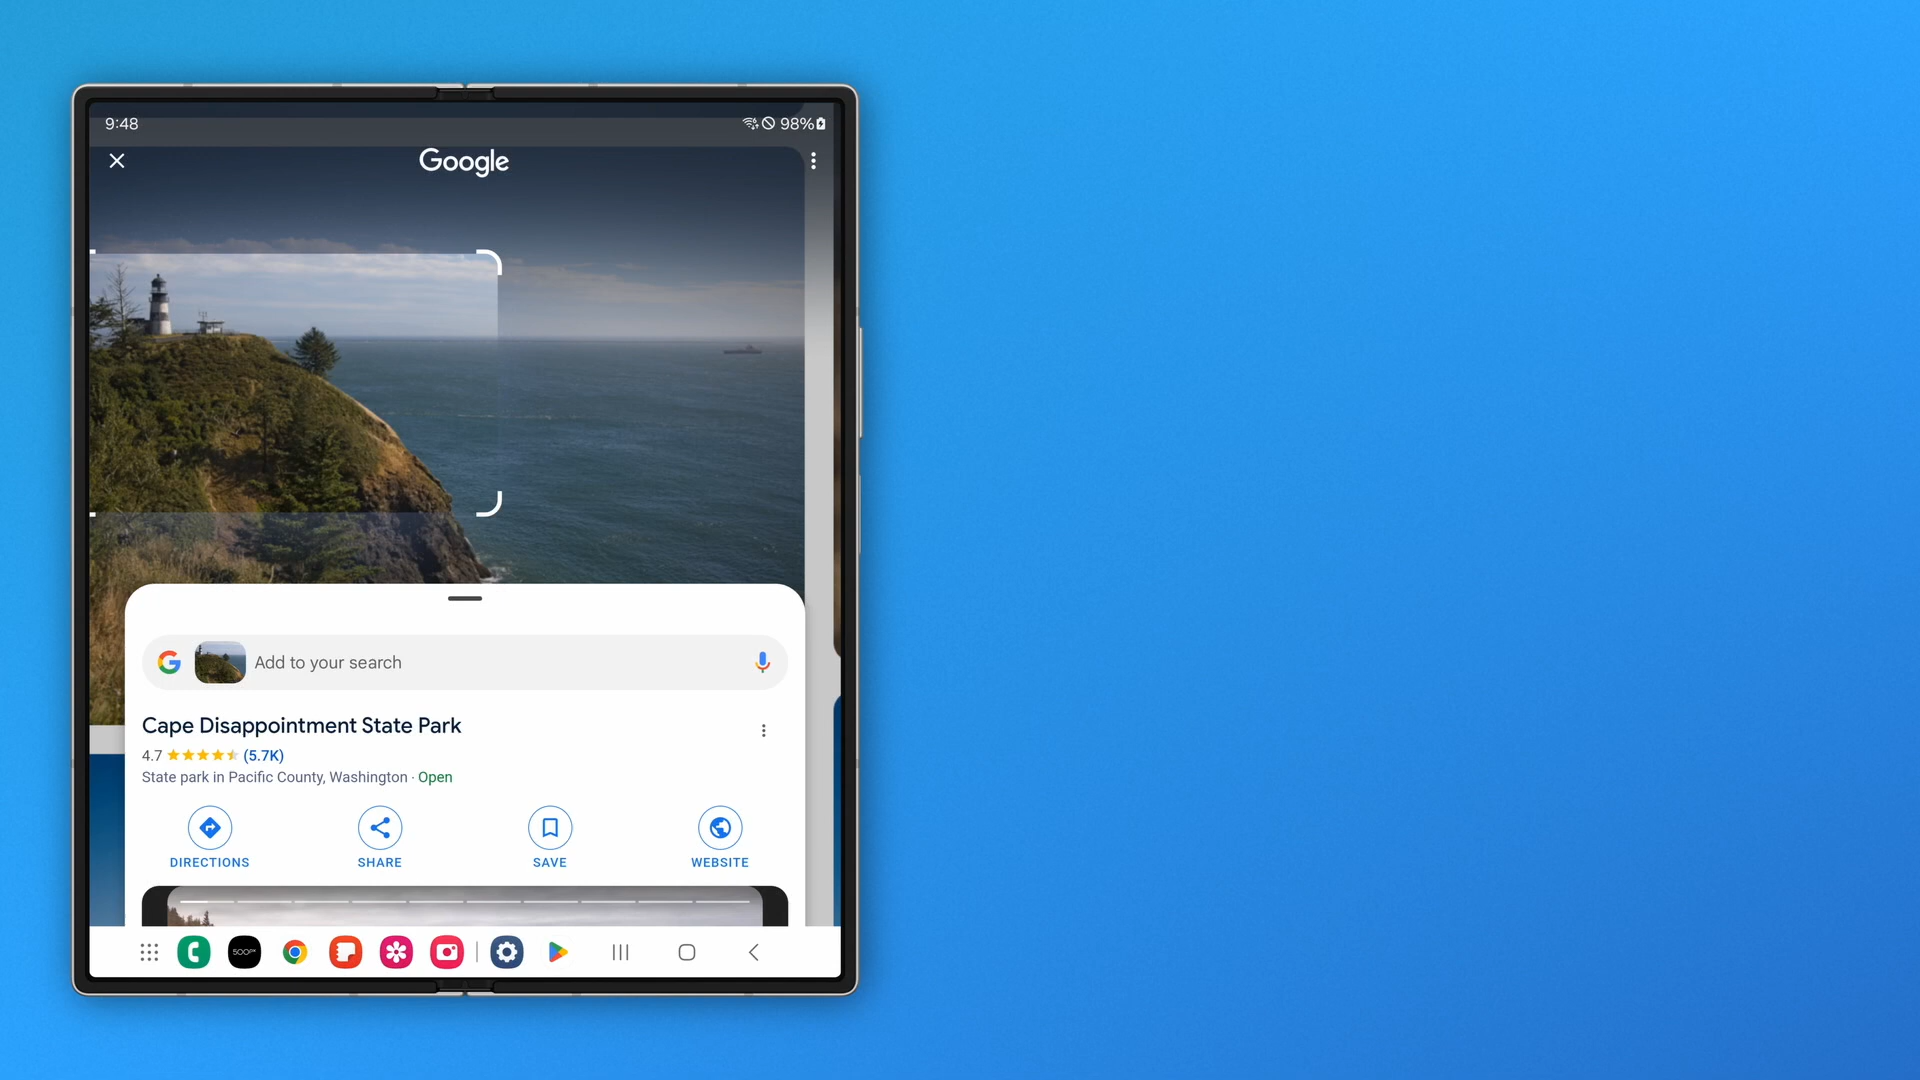 9:48
98%
Google
Add to your search
Cape Disappointment State Park
4.7 (5.7K)
State park in Pacific County, Washington · Open
DIRECTIONS SHARE SAVE WEBSITE
500px